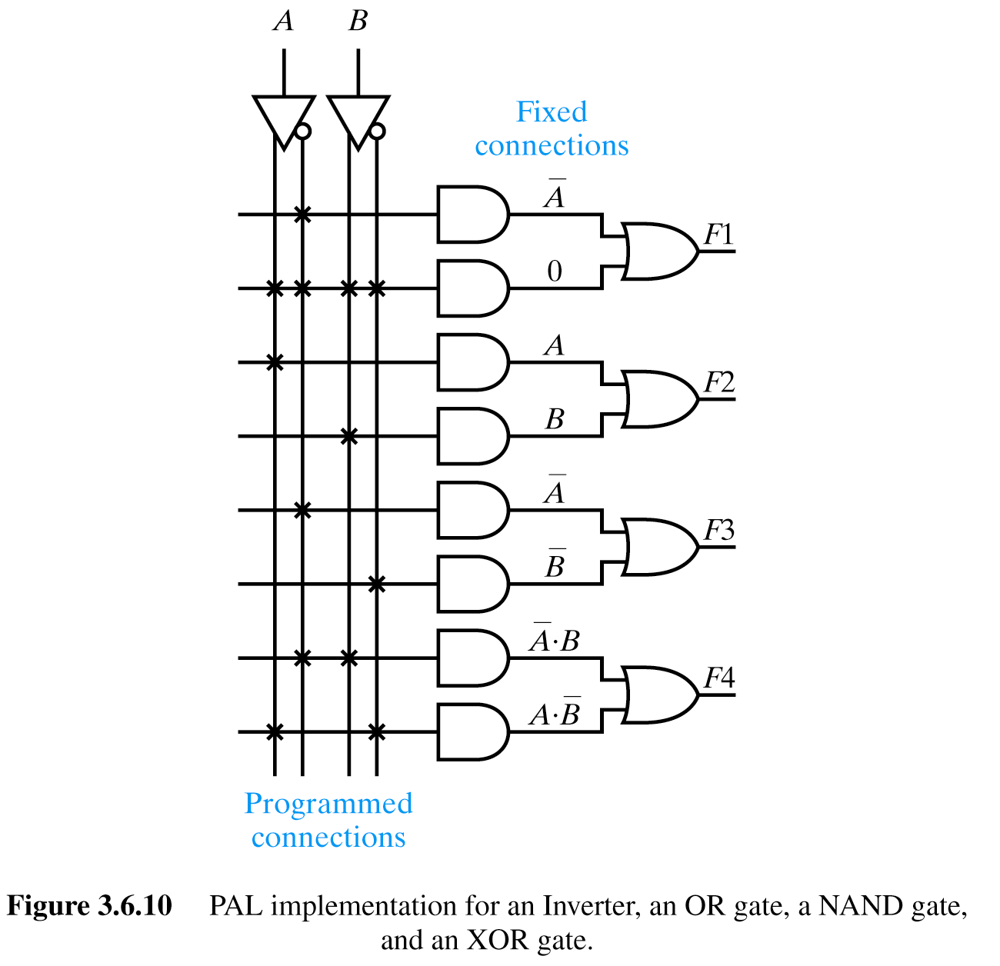 A B
Fixed
connections
A̅
F1
0
A
F2
B
A̅
F3
B̅
A̅·B
F4
A·B̅
Programmed
connections
Figure 3.6.10 PAL implementation for an Inverter, an OR gate, a NAND gate,
and an XOR gate.